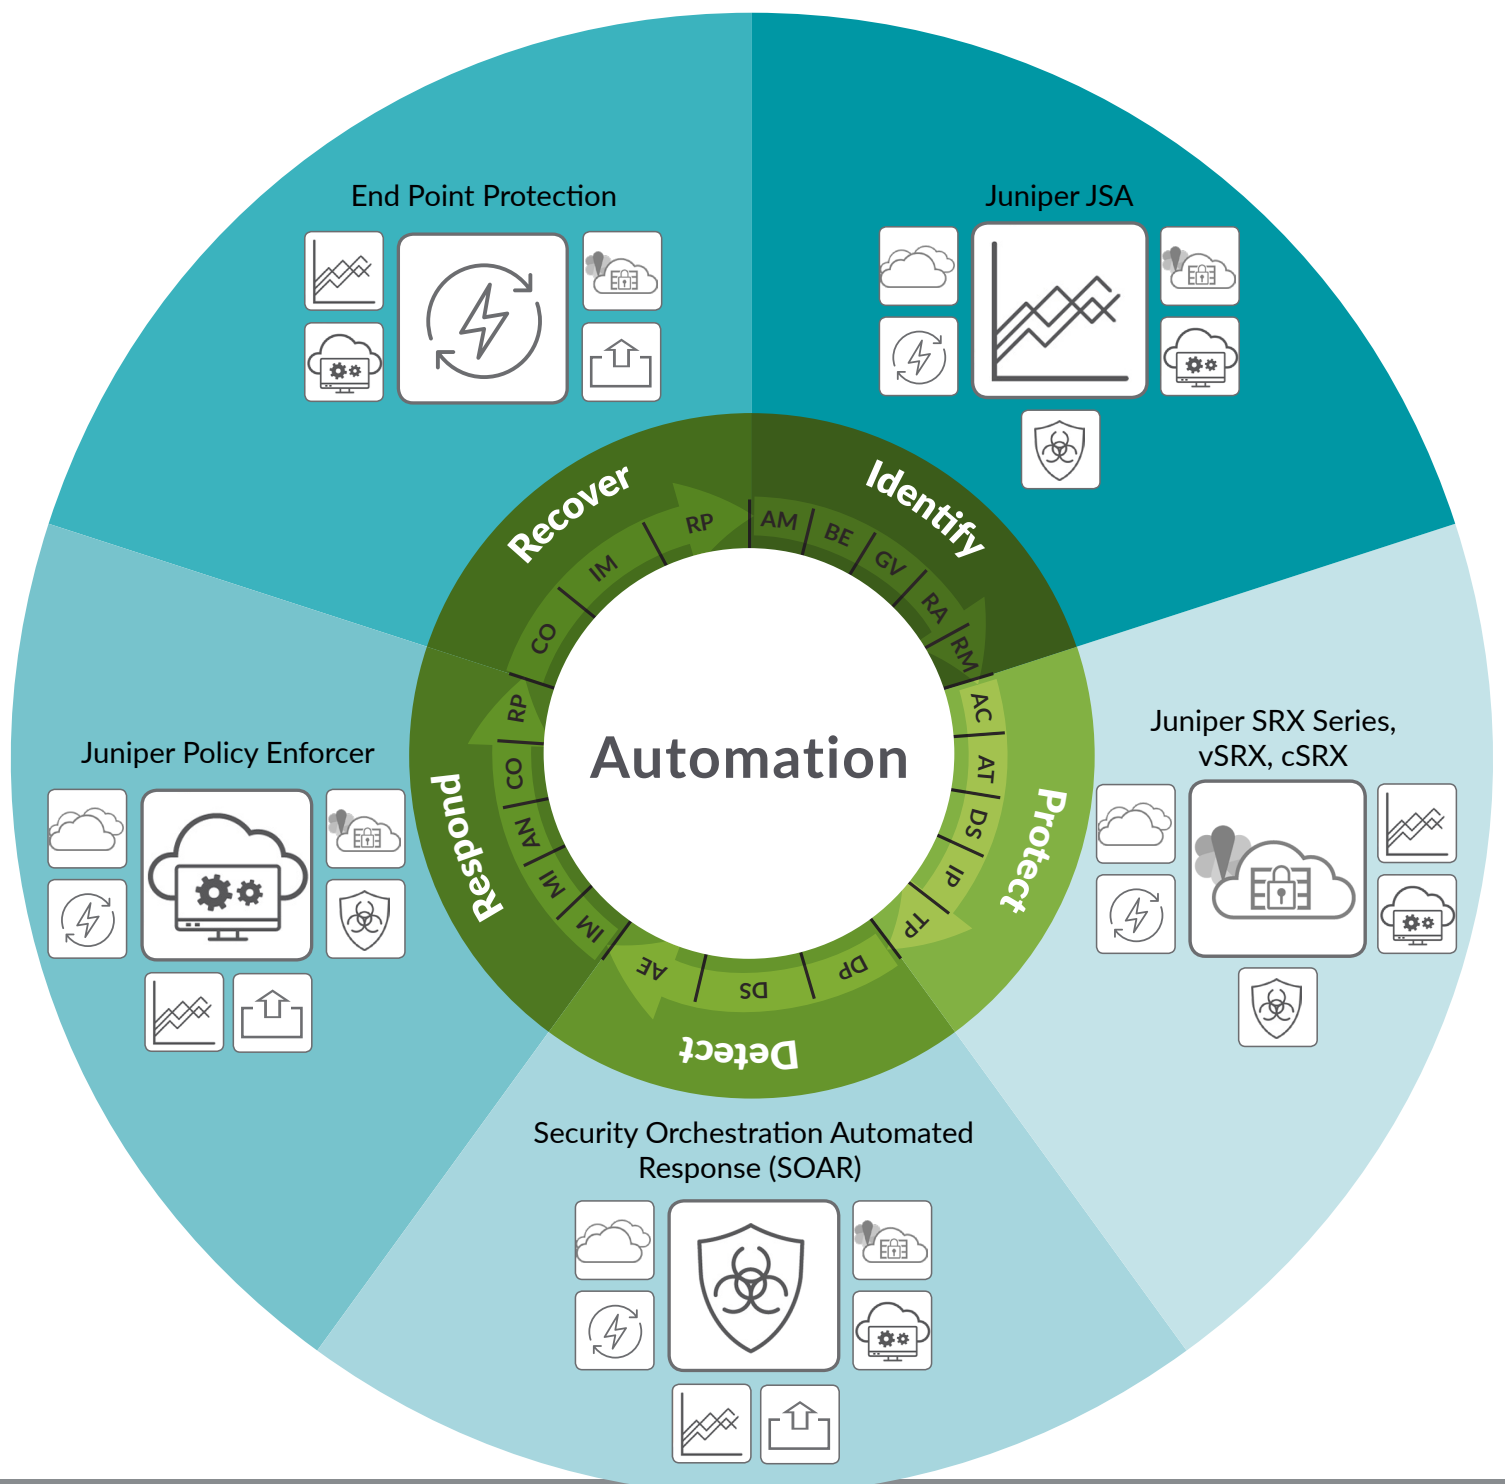 End Point Protection
Juniper JSA
Juniper SRX Series,
vSRX, cSRX
Security Orchestration Automated
Response (SOAR)
Juniper Policy Enforcer
Identify
AM
BE
GV
RA
RM
Protect
AC
AT
DS
IP
TP
Detect
DP
DS
AE
Respond
IM
MI
AN
CO
RP
Recover
CO
IM
RP
Automation